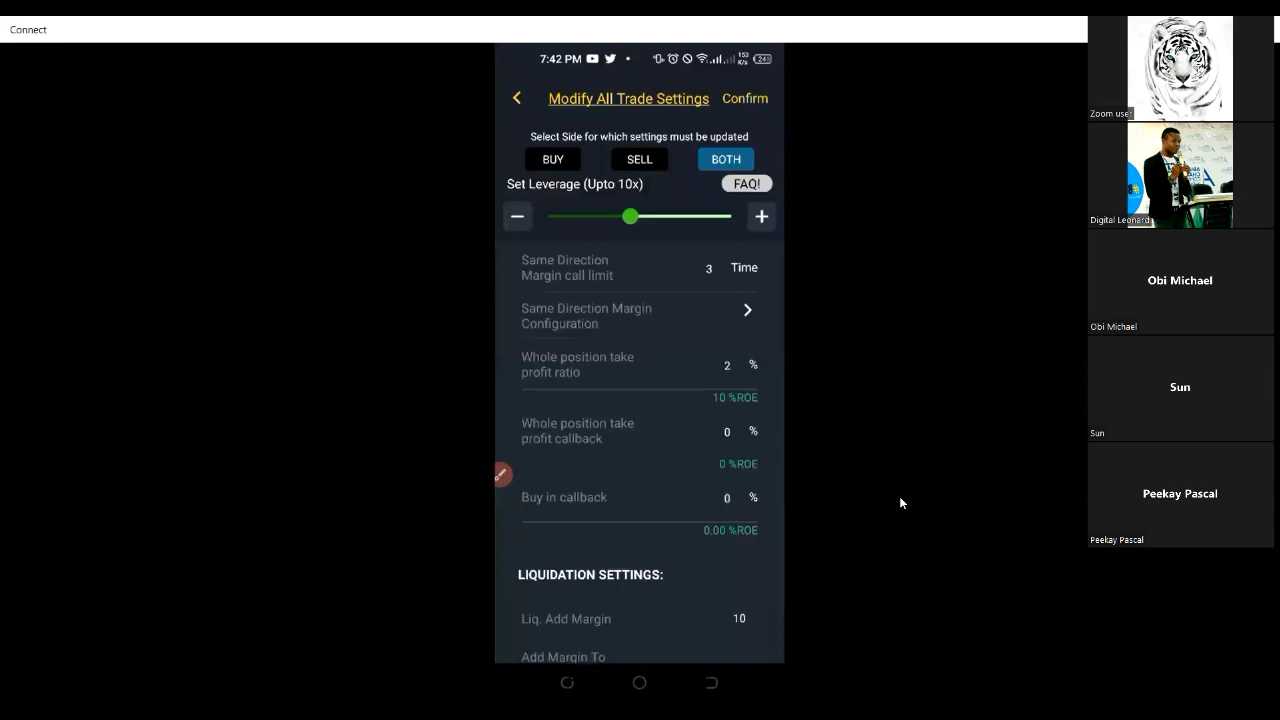 Connect
7:42 PM
153
K/s
24
Modify All Trade Settings
Confirm
Select Side for which settings must be updated
BUY
SELL
BOTH
Set Leverage (Upto 10x)
FAQ!
Same Direction
Margin call limit
3 Time
Same Direction Margin
Configuration
Whole position take
profit ratio
2 %
10 %ROE
Whole position take
profit callback
0 %
0 %ROE
Buy in callback
0 %
0.00 %ROE
LIQUIDATION SETTINGS:
Liq. Add Margin
10
Add Margin To
Zoom user
Digital Leonard
Obi Michael
Obi Michael
Sun
Sun
Peekay Pascal
Peekay Pascal